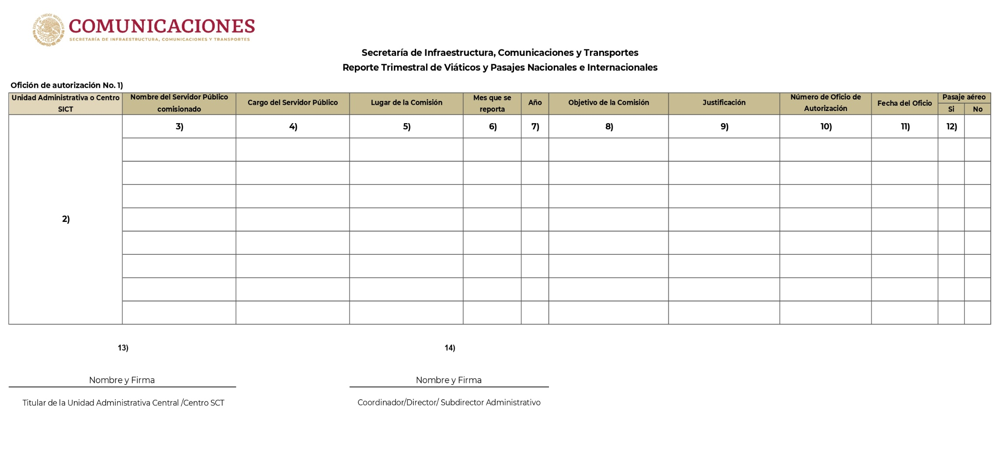 ESTADOS UNIDOS MEXICANOS
COMUNICACIONES
SECRETARÍA DE INFRAESTRUCTURA, COMUNICACIONES Y TRANSPORTES
Secretaría de Infraestructura, Comunicaciones y Transportes
Reporte Trimestral de Viáticos y Pasajes Nacionales e Internacionales
Ofición de autorización No. 1)
Unidad Administrativa o Centro
SICT
Nombre del Servidor Público
comisionado
Cargo del Servidor Público
Lugar de la Comisión
Mes que se
reporta
Año
Objetivo de la Comisión
Justificación
Número de Oficio de
Autorización
Fecha del Oficio
Pasaje aéreo
Si
No
2)
3)
4)
5)
6)
7)
8)
9)
10)
11)
12)
13)
14)
Nombre y Firma
Nombre y Firma
Titular de la Unidad Administrativa Central /Centro SCT
Coordinador/Director/ Subdirector Administrativo